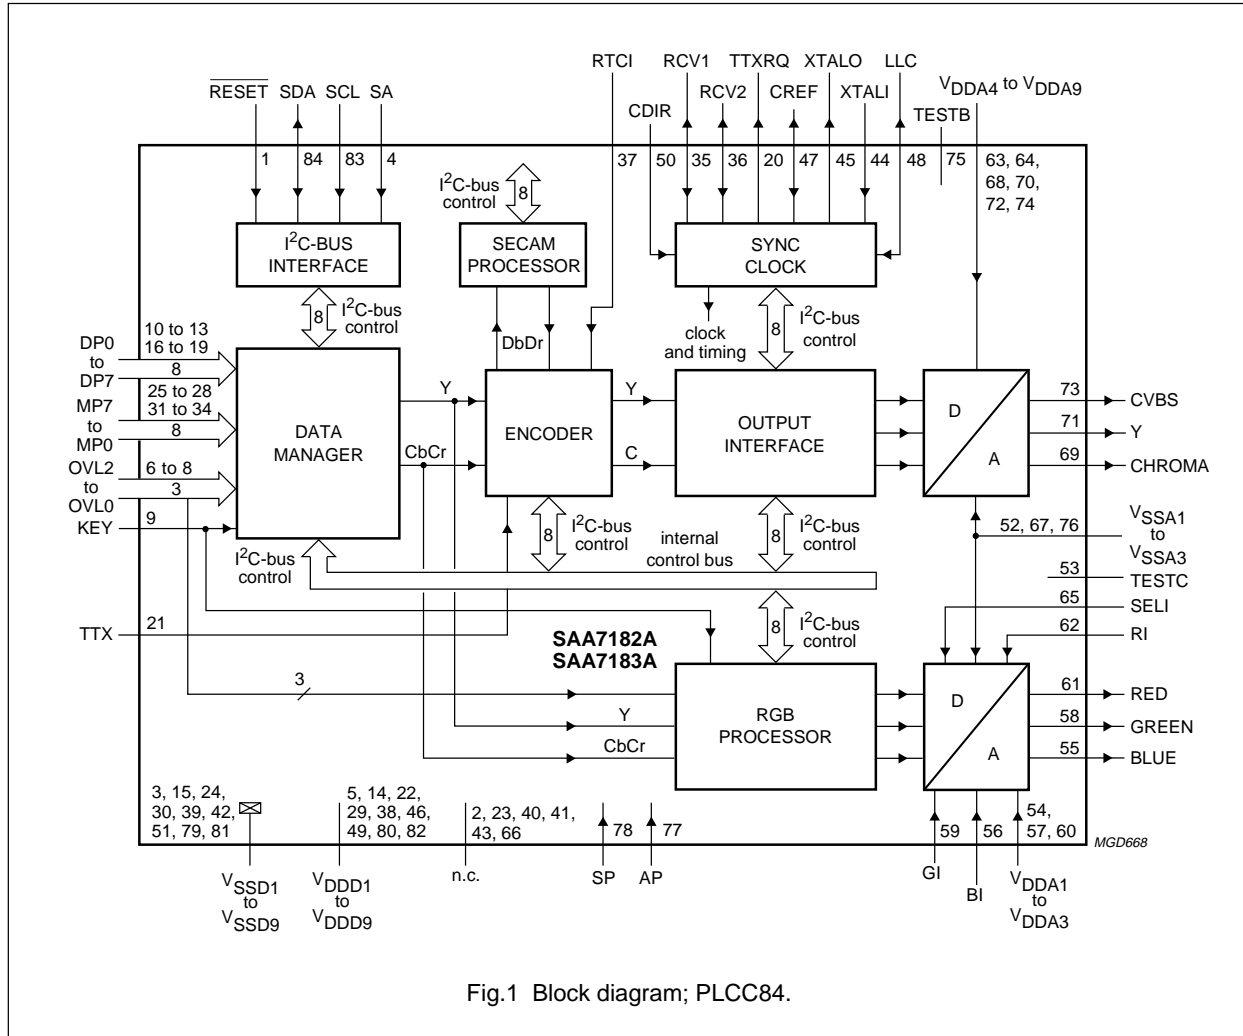 RTCI
RCV1
TTXRQ
XTALO
LLC
RESET
SDA
SCL
SA
RCV2
CREF
XTALI
VDDA4 to VDDA9
CDIR
TESTB
1
84
83
4
37
50
35
36
20
47
45
44
48
75
63, 64,
68, 70,
72, 74
I2C-bus
control
8
I2C-BUS
INTERFACE
SECAM
PROCESSOR
SYNC
CLOCK
8
I2C-bus
control
DbDr
clock
and timing
8
I2C-bus
control
DP0
to
DP7
10 to 13
16 to 19
8
MP7
to
MP0
25 to 28
31 to 34
8
OVL2
to
OVL0
6 to 8
3
KEY
9
DATA
MANAGER
Y
CbCr
ENCODER
Y
C
OUTPUT
INTERFACE
D
A
73
CVBS
71
Y
69
CHROMA
I2C-bus
control
8
I2C-bus
control
internal
control bus
8
I2C-bus
control
52, 67, 76
VSSA1
to
VSSA3
53
TESTC
65
SELI
62
RI
TTX
21
SAA7182A
SAA7183A
8
I2C-bus
control
3
Y
CbCr
RGB
PROCESSOR
D
A
61
RED
58
GREEN
55
BLUE
3, 15, 24,
30, 39, 42,
51, 79, 81
5, 14, 22,
29, 38, 46,
49, 80, 82
2, 23, 40, 41,
43, 66
78
77
59
56
54,
57, 60
MGD668
VSSD1
to
VSSD9
VDDD1
to
VDDD9
n.c.
SP
AP
GI
BI
VDDA1
to
VDDA3
Fig.1 Block diagram; PLCC84.